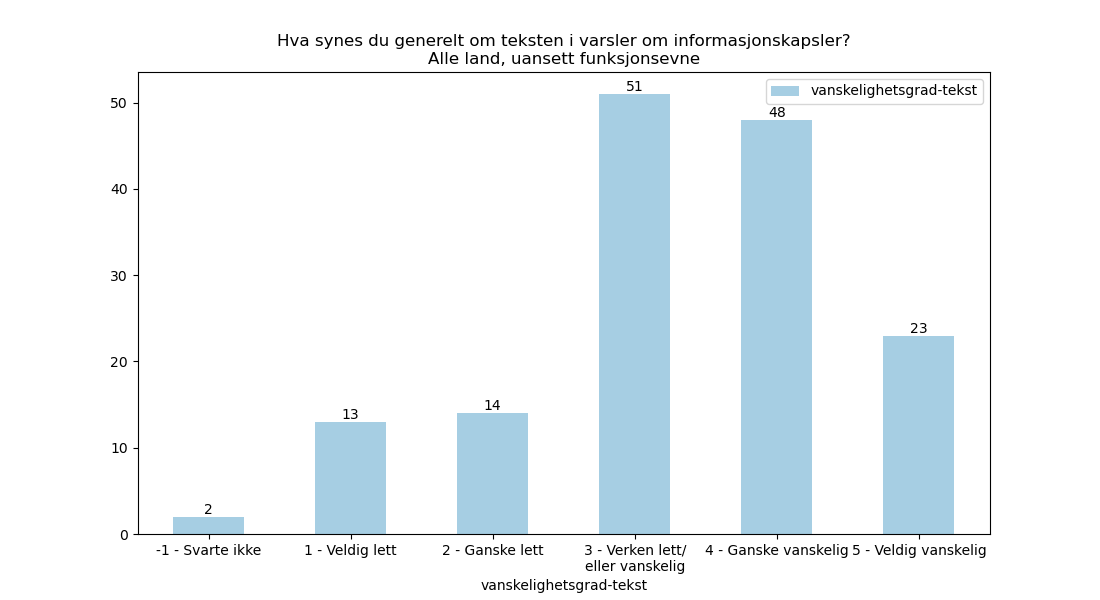 Hva synes du generelt om teksten i varsler om informasjonskapsler?
Alle land, uansett funksjonsevne
vanskelighetsgrad-tekst
50
40
30
20
10
0
2
13
14
51
48
23
-1 - Svarte ikke
1 - Veldig lett
2 - Ganske lett
3 - Verken lett/
eller vanskelig
4 - Ganske vanskelig
5 - Veldig vanskelig
vanskelighetsgrad-tekst